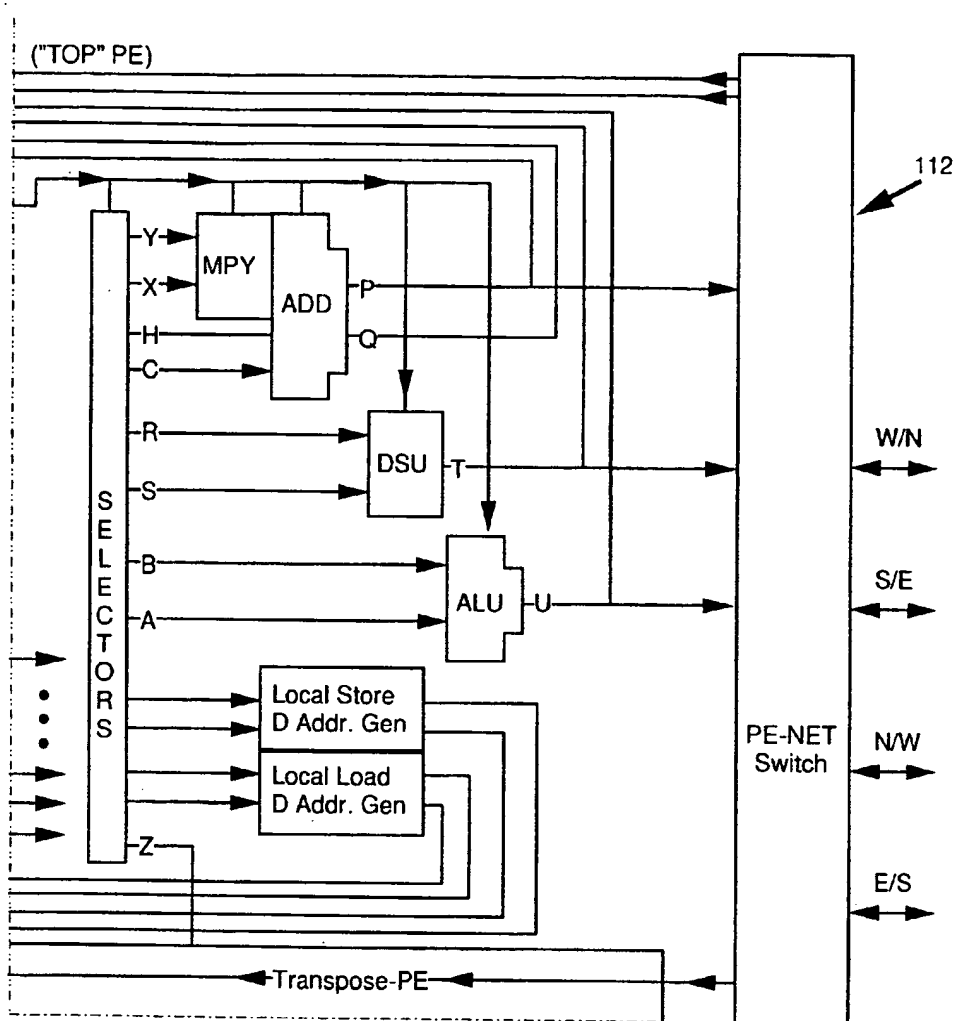 ("TOP" PE)
112
Y
MPY
X
ADD
P
H
Q
C
R
DSU
T
S
W/N
SELECTORS
B
ALU
U
S/E
A
Local Store
D Addr. Gen
Local Load
D Addr. Gen
PE-NET
Switch
N/W
Z
E/S
Transpose-PE